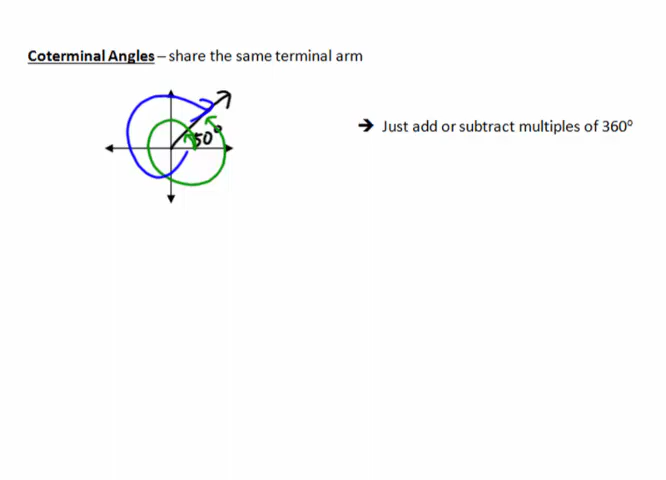 Coterminal Angles – share the same terminal arm
➔ Just add or subtract multiples of 360°
50°